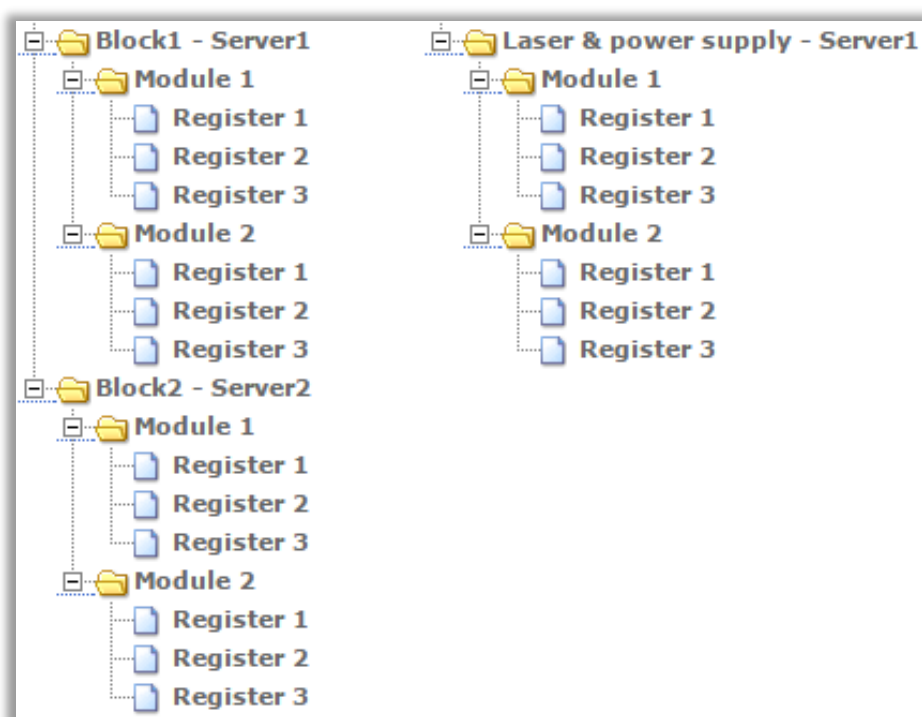 Block1 - Server1
Module 1
Register 1
Register 2
Register 3
Module 2
Register 1
Register 2
Register 3
Block2 - Server2
Module 1
Register 1
Register 2
Register 3
Module 2
Register 1
Register 2
Register 3
Laser & power supply - Server1
Module 1
Register 1
Register 2
Register 3
Module 2
Register 1
Register 2
Register 3